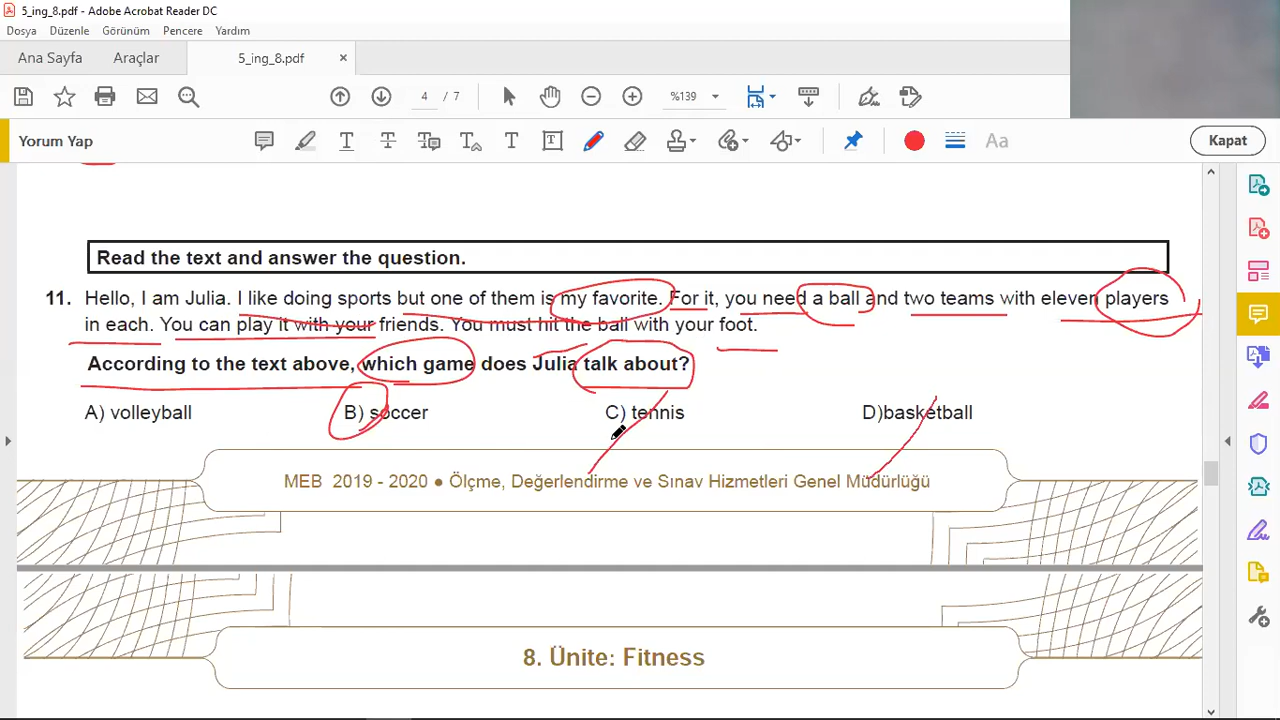 5_ing_8.pdf - Adobe Acrobat Reader DC
Dosya Düzenle Görünüm Pencere Yardım
Ana Sayfa Araçlar 5_ing_8.pdf ×
4 / 7 %139
Yorum Yap Aa Kapat
Read the text and answer the question.
11. Hello, I am Julia. I like doing sports but one of them is my favorite. For it, you need a ball and two teams with eleven players
in each. You can play it with your friends. You must hit the ball with your foot.
According to the text above, which game does Julia talk about?
A) volleyball B) soccer C) tennis D)basketball
MEB 2019 - 2020 ● Ölçme, Değerlendirme ve Sınav Hizmetleri Genel Müdürlüğü
8. Ünite: Fitness